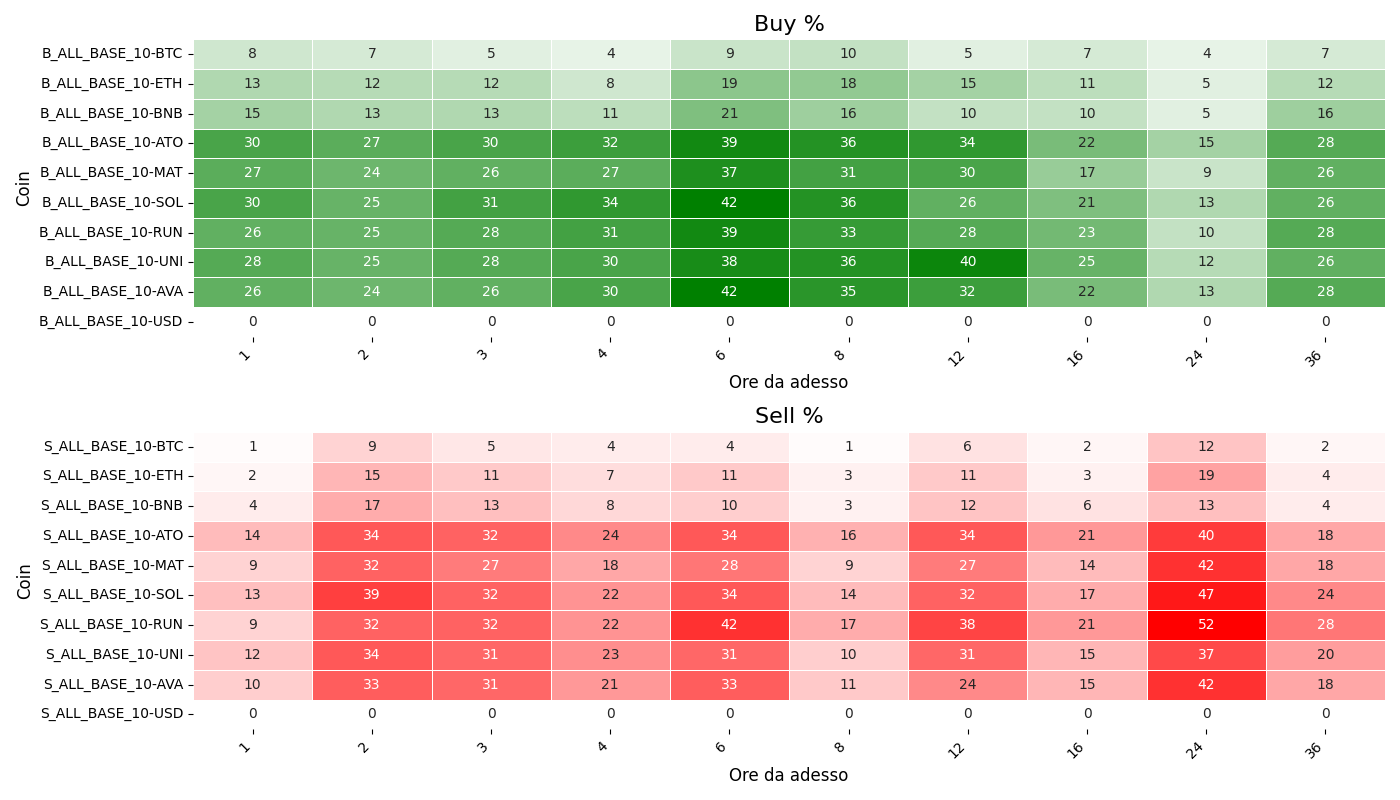 Buy %
Coin
B_ALL_BASE_10-BTC 8 7 5 4 9 10 5 7 4 7
B_ALL_BASE_10-ETH 13 12 12 8 19 18 15 11 5 12
B_ALL_BASE_10-BNB 15 13 13 11 21 16 10 10 5 16
B_ALL_BASE_10-ATO 30 27 30 32 39 36 34 22 15 28
B_ALL_BASE_10-MAT 27 24 26 27 37 31 30 17 9 26
B_ALL_BASE_10-SOL 30 25 31 34 42 36 26 21 13 26
B_ALL_BASE_10-RUN 26 25 28 31 39 33 28 23 10 28
B_ALL_BASE_10-UNI 28 25 28 30 38 36 40 25 12 26
B_ALL_BASE_10-AVA 26 24 26 30 42 35 32 22 13 28
B_ALL_BASE_10-USD 0 0 0 0 0 0 0 0 0 0
1 2 3 4 6 8 12 16 24 36
Ore da adesso
Sell %
Coin
S_ALL_BASE_10-BTC 1 9 5 4 4 1 6 2 12 2
S_ALL_BASE_10-ETH 2 15 11 7 11 3 11 3 19 4
S_ALL_BASE_10-BNB 4 17 13 8 10 3 12 6 13 4
S_ALL_BASE_10-ATO 14 34 32 24 34 16 34 21 40 18
S_ALL_BASE_10-MAT 9 32 27 18 28 9 27 14 42 18
S_ALL_BASE_10-SOL 13 39 32 22 34 14 32 17 47 24
S_ALL_BASE_10-RUN 9 32 32 22 42 17 38 21 52 28
S_ALL_BASE_10-UNI 12 34 31 23 31 10 31 15 37 20
S_ALL_BASE_10-AVA 10 33 31 21 33 11 24 15 42 18
S_ALL_BASE_10-USD 0 0 0 0 0 0 0 0 0 0
1 2 3 4 6 8 12 16 24 36
Ore da adesso